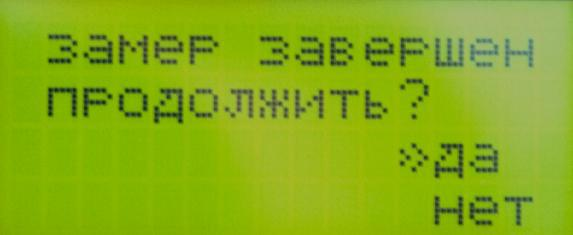 замер завершен
продолжить?
»да
нет